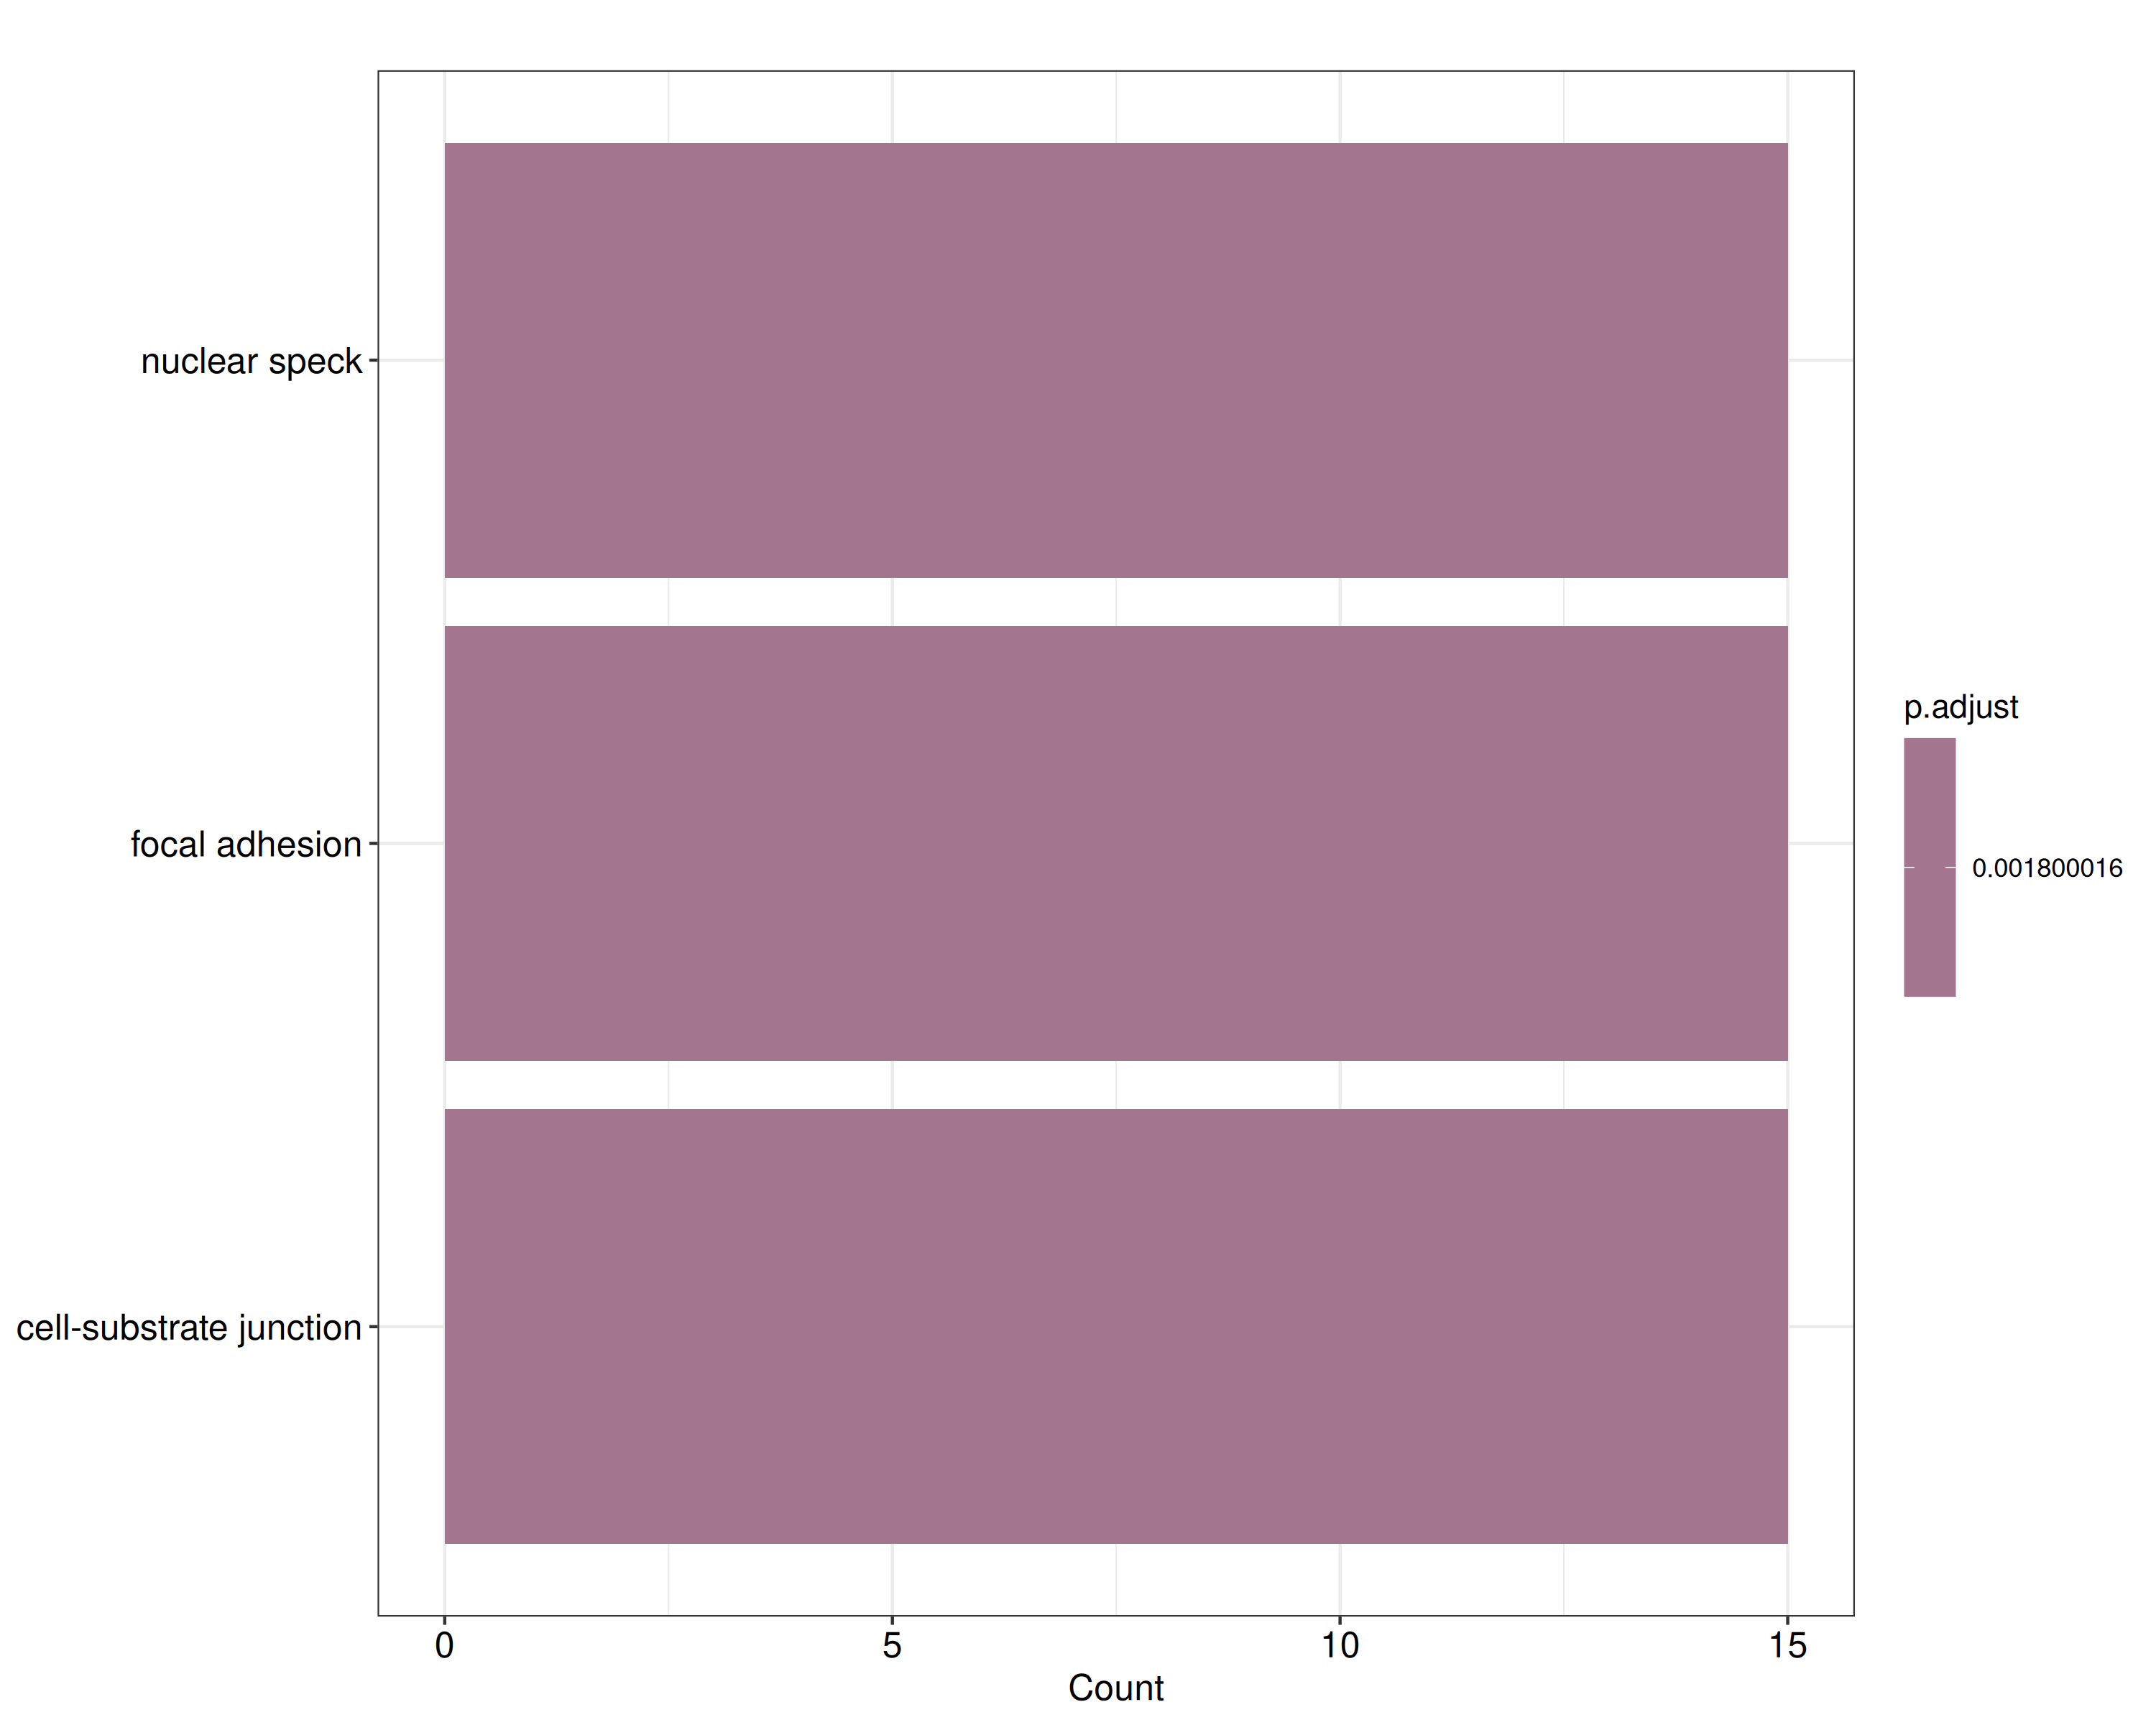 nuclear speck
focal adhesion
cell-substrate junction
0
5
10
15
Count
p.adjust
0.001800016